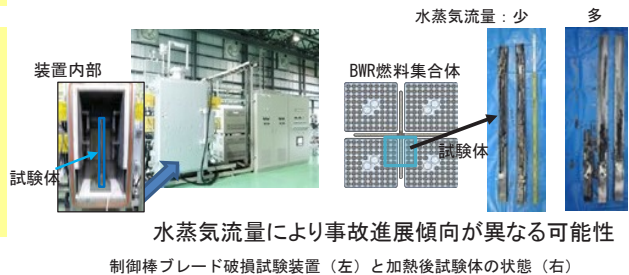 水蒸気流量：少 多
装置内部
BWR燃料集合体
試験体
試験体
水蒸気流量により事故進展傾向が異なる可能性
制御棒ブレード破損試験装置（左）と加熱後試験体の状態（右）